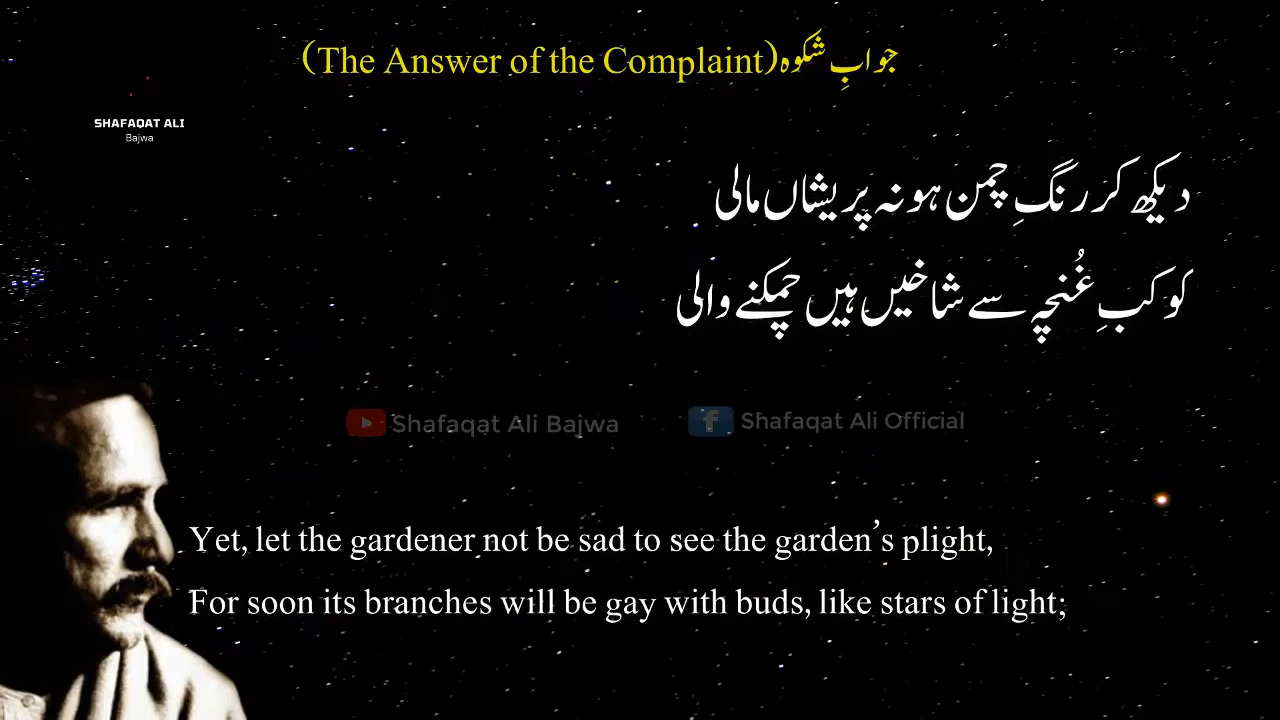 (The Answer of the Complaint)جوابِ شکوہ
SHAFAQAT ALI
Bajwa
دیکھ کر رنگِ چمن ہو نہ پریشاں مالی
کوکبِ غُنچہ سے شاخیں ہیں چمکنے والی
Shafaqat Ali Bajwa
Shafaqat Ali Official
Yet, let the gardener not be sad to see the garden’s plight,
For soon its branches will be gay with buds, like stars of light;